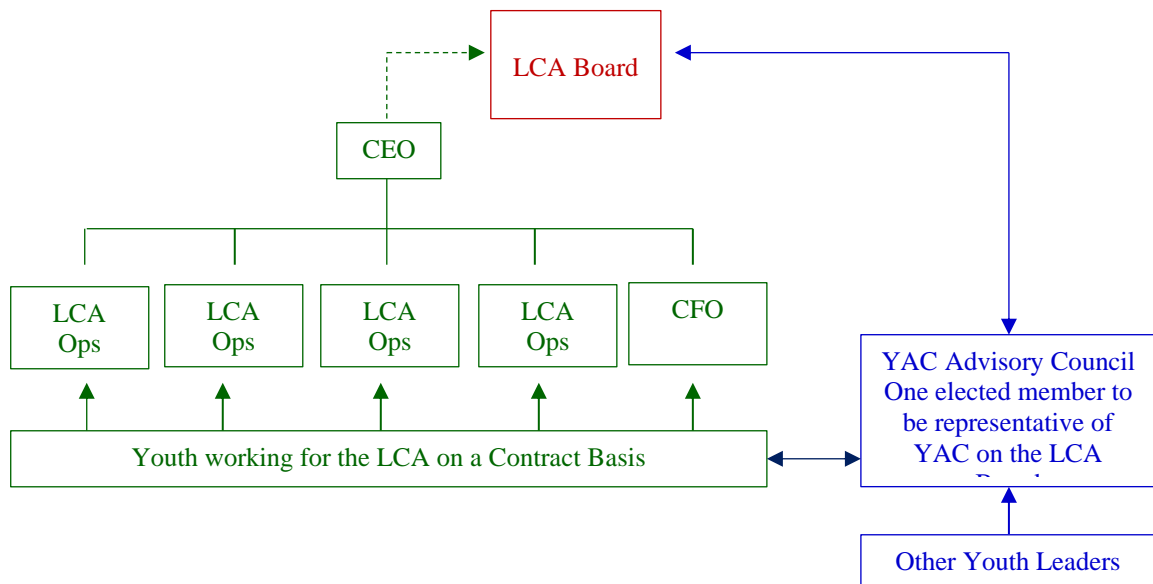 LCA Board
CEO
LCA
Ops
LCA
Ops
LCA
Ops
LCA
Ops
CFO
YAC Advisory Council
One elected member to
be representative of
YAC on the LCA
Youth working for the LCA on a Contract Basis
Other Youth Leaders